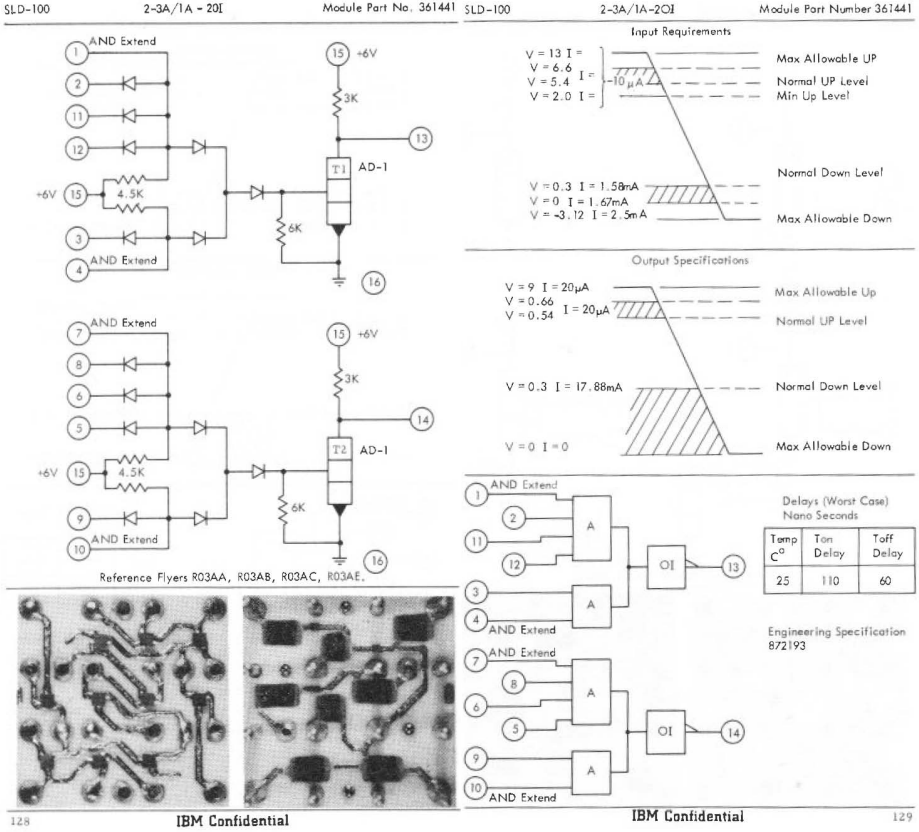 SLD-100 2-3A/1A - 20I Module Part No. 361441
1 AND Extend
2
11
12
+6V 15 4.5K
3
4 AND Extend
15 +6V
3K
13
T1 AD-1
6K
16
7 AND Extend
8
6
5
+6V 15 4.5K
9
10 AND Extend
15 +6V
3K
14
T2 AD-1
6K
16
Reference Flyers R03AA, R03AB, R03AC, R03AE.
128 IBM Confidential
SLD-100 2-3A/1A-2OI Module Part Number 361441
Input Requirements
V = 13 I = Max Allowable UP
V = 6.6
I = -10 μA
V = 5.4 Normal UP Level
V = 2.0 I = Min Up Level
Normal Down Level
V = 0.3 I = 1.58mA
V = 0 I = 1.67mA
V = -3.12 I = 2.5mA Max Allowable Down
Output Specifications
V = 9 I = 20μA Max Allowable Up
V = 0.66
I = 20μA
V = 0.54 Normal UP Level
V = 0.3 I = 17.88mA Normal Down Level
V = 0 I = 0 Max Allowable Down
1 AND Extend
2
11
12
A
3
4
AND Extend
A
OI 13
7 AND Extend
8
6
5
A
9
10 AND Extend
A
OI 14
Delays (Worst Case)
Nano Seconds
Temp C° Ton Delay Toff Delay
25 110 60
Engineering Specification
872193
IBM Confidential 129